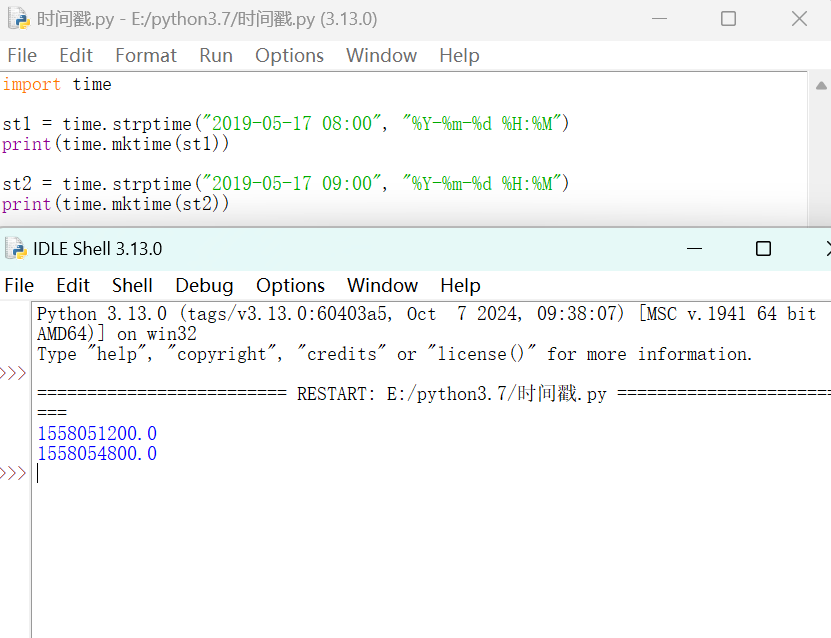 时间戳.py - E:/python3.7/时间戳.py (3.13.0)
File Edit Format Run Options Window Help
import time
st1 = time.strptime("2019-05-17 08:00", "%Y-%m-%d %H:%M")
print(time.mktime(st1))
st2 = time.strptime("2019-05-17 09:00", "%Y-%m-%d %H:%M")
print(time.mktime(st2))
IDLE Shell 3.13.0
File Edit Shell Debug Options Window Help
Python 3.13.0 (tags/v3.13.0:60403a5, Oct  7 2024, 09:38:07) [MSC v.1941 64 bit
AMD64)] on win32
Type "help", "copyright", "credits" or "license()" for more information.
>>>
========================= RESTART: E:/python3.7/时间戳.py ======================
===
1558051200.0
1558054800.0
>>>